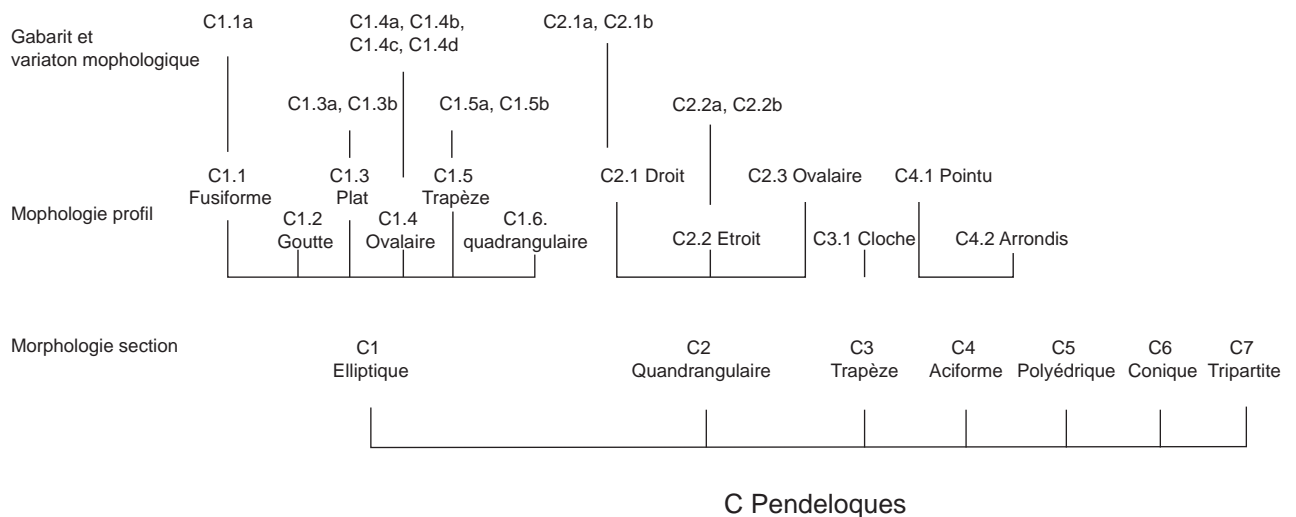 C1.1a
C1.4a, C1.4b,
C1.4c, C1.4d
C2.1a, C2.1b
Gabarit et
variaton mophologique
C1.3a, C1.3b
C1.5a, C1.5b
C2.2a, C2.2b
C1.1
Fusiforme
C1.3
Plat
C1.5
Trapèze
C2.1 Droit
C2.3 Ovalaire
C4.1 Pointu
Mophologie profil
C1.2
Goutte
C1.4
Ovalaire
C1.6.
quadrangulaire
C2.2 Etroit
C3.1 Cloche
C4.2 Arrondis
Morphologie section
C1
Elliptique
C2
Quandrangulaire
C3
Trapèze
C4
Aciforme
C5
Polyédrique
C6
Conique
C7
Tripartite
C Pendeloques